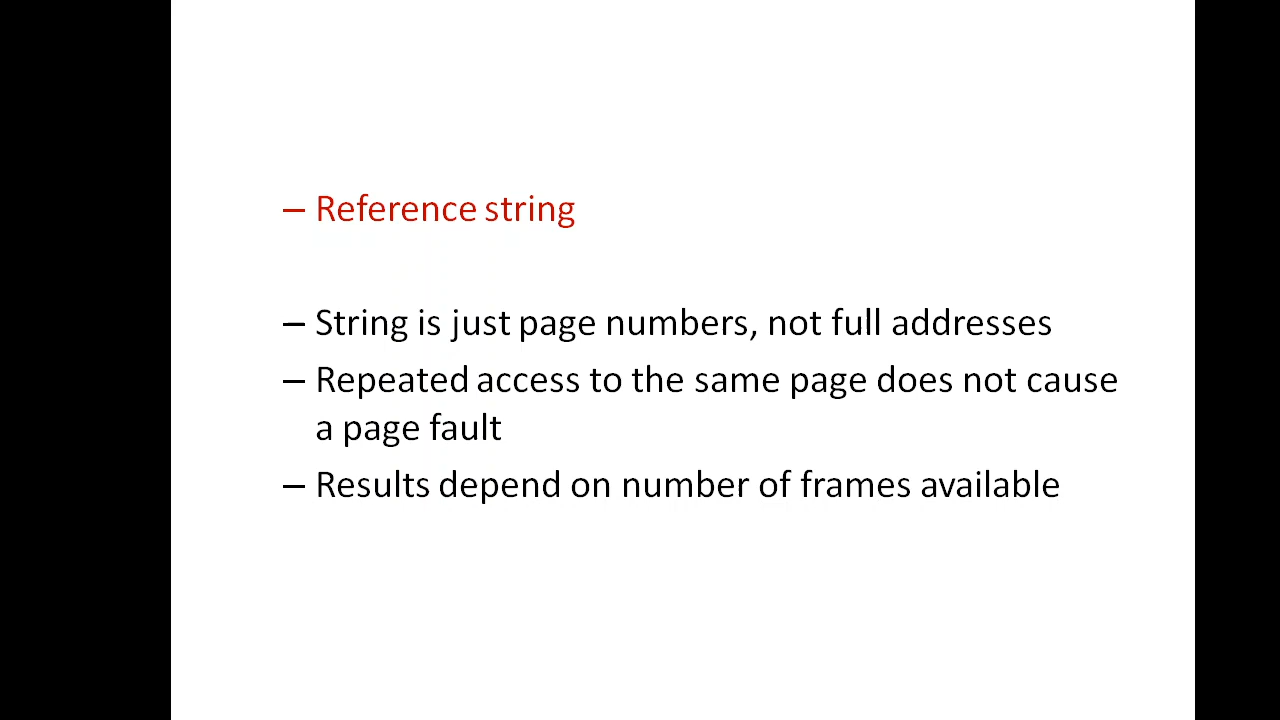 – Reference string
– String is just page numbers, not full addresses
– Repeated access to the same page does not cause
a page fault
– Results depend on number of frames available